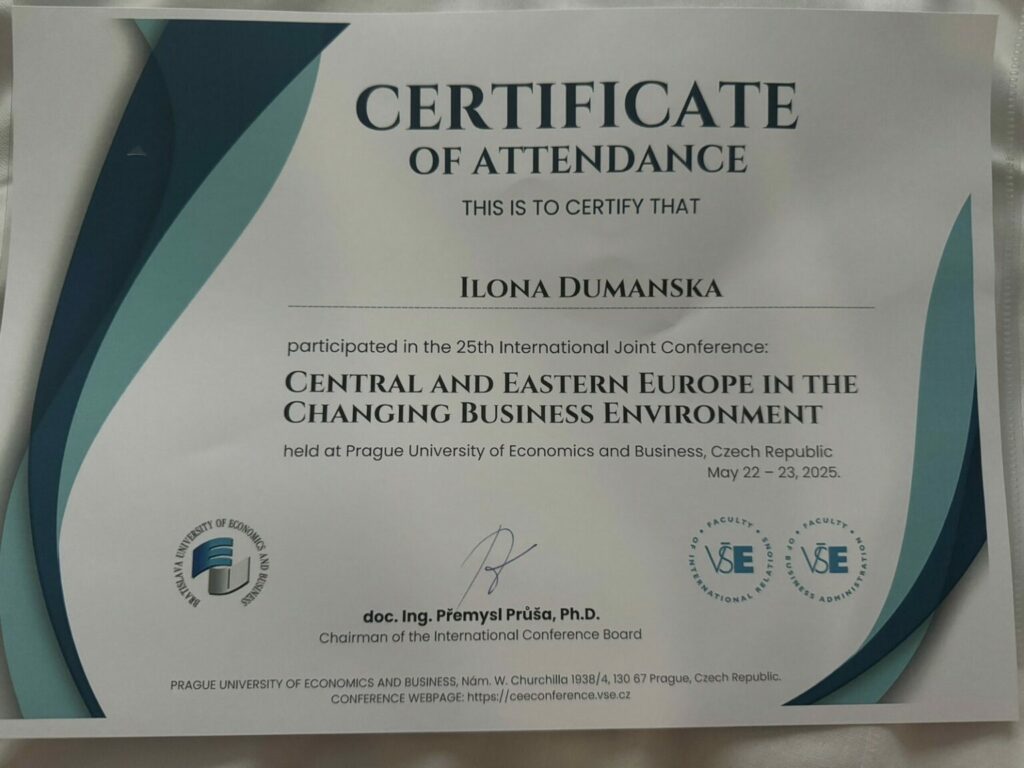 CERTIFICATE
OF ATTENDANCE
THIS IS TO CERTIFY THAT
ILONA DUMANSKA
participated in the 25th International Joint Conference:
CENTRAL AND EASTERN EUROPE IN THE
CHANGING BUSINESS ENVIRONMENT
held at Prague University of Economics and Business, Czech Republic
May 22 – 23, 2025.
BRATISLAVA UNIVERSITY OF ECONOMICS AND BUSINESS
FACULTY OF INTERNATIONAL RELATIONS
VŠE
FACULTY OF BUSINESS ADMINISTRATION
VŠE
doc. Ing. Přemysl Průša, Ph.D.
Chairman of the International Conference Board
PRAGUE UNIVERSITY OF ECONOMICS AND BUSINESS, Nám. W. Churchilla 1938/4, 130 67 Prague, Czech Republic.
CONFERENCE WEBPAGE: https://ceeconference.vse.cz